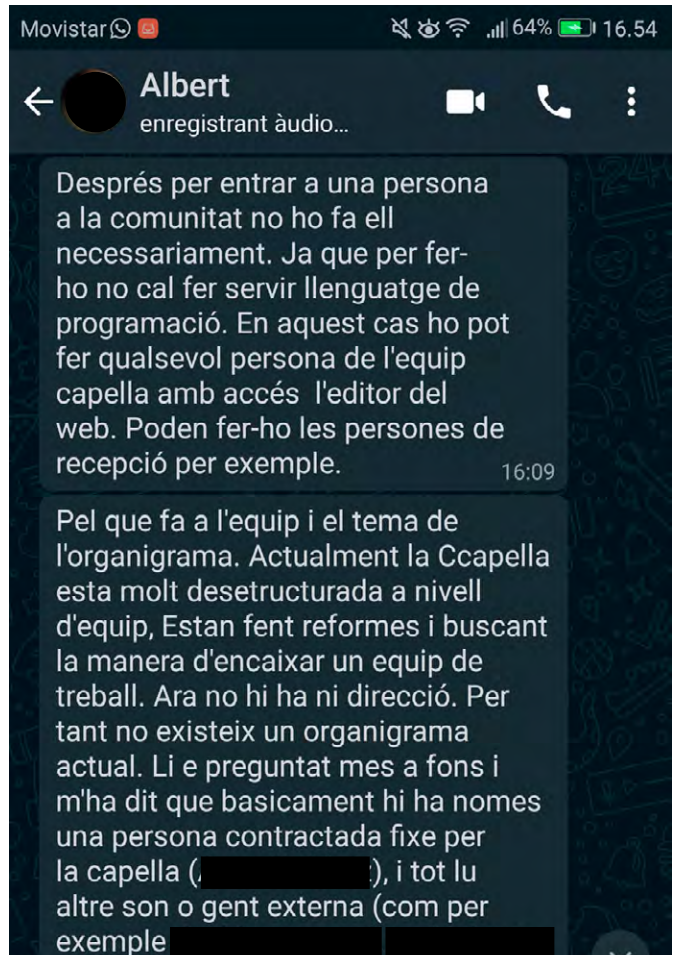 Movistar 64% 16.54
Albert
enregistrant àudio...
Després per entrar a una persona
a la comunitat no ho fa ell
necessariament. Ja que per fer-
ho no cal fer servir llenguatge de
programació. En aquest cas ho pot
fer qualsevol persona de l'equip
capella amb accés  l'editor del
web. Poden fer-ho les persones de
recepció per exemple.
16:09
Pel que fa a l'equip i el tema de
l'organigrama. Actualment la Ccapella
esta molt desetructurada a nivell
d'equip, Estan fent reformes i buscant
la manera d'encaixar un equip de
treball. Ara no hi ha ni direcció. Per
tant no existeix un organigrama
actual. Li e preguntat mes a fons i
m'ha dit que basicament hi ha nomes
una persona contractada fixe per
la capella ( ), i tot lu
altre son o gent externa (com per
exemple